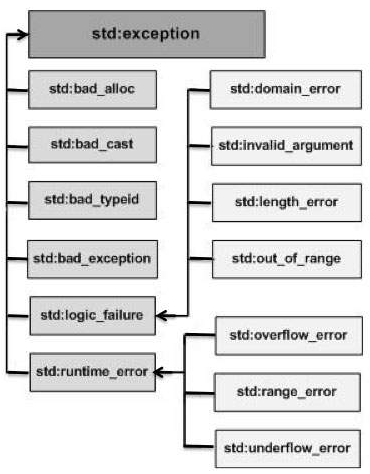 std:exception
std:bad_alloc
std:bad_cast
std:bad_typeid
std:bad_exception
std:logic_failure
std:runtime_error
std:domain_error
std:invalid_argument
std:length_error
std:out_of_range
std:overflow_error
std:range_error
std:underflow_error